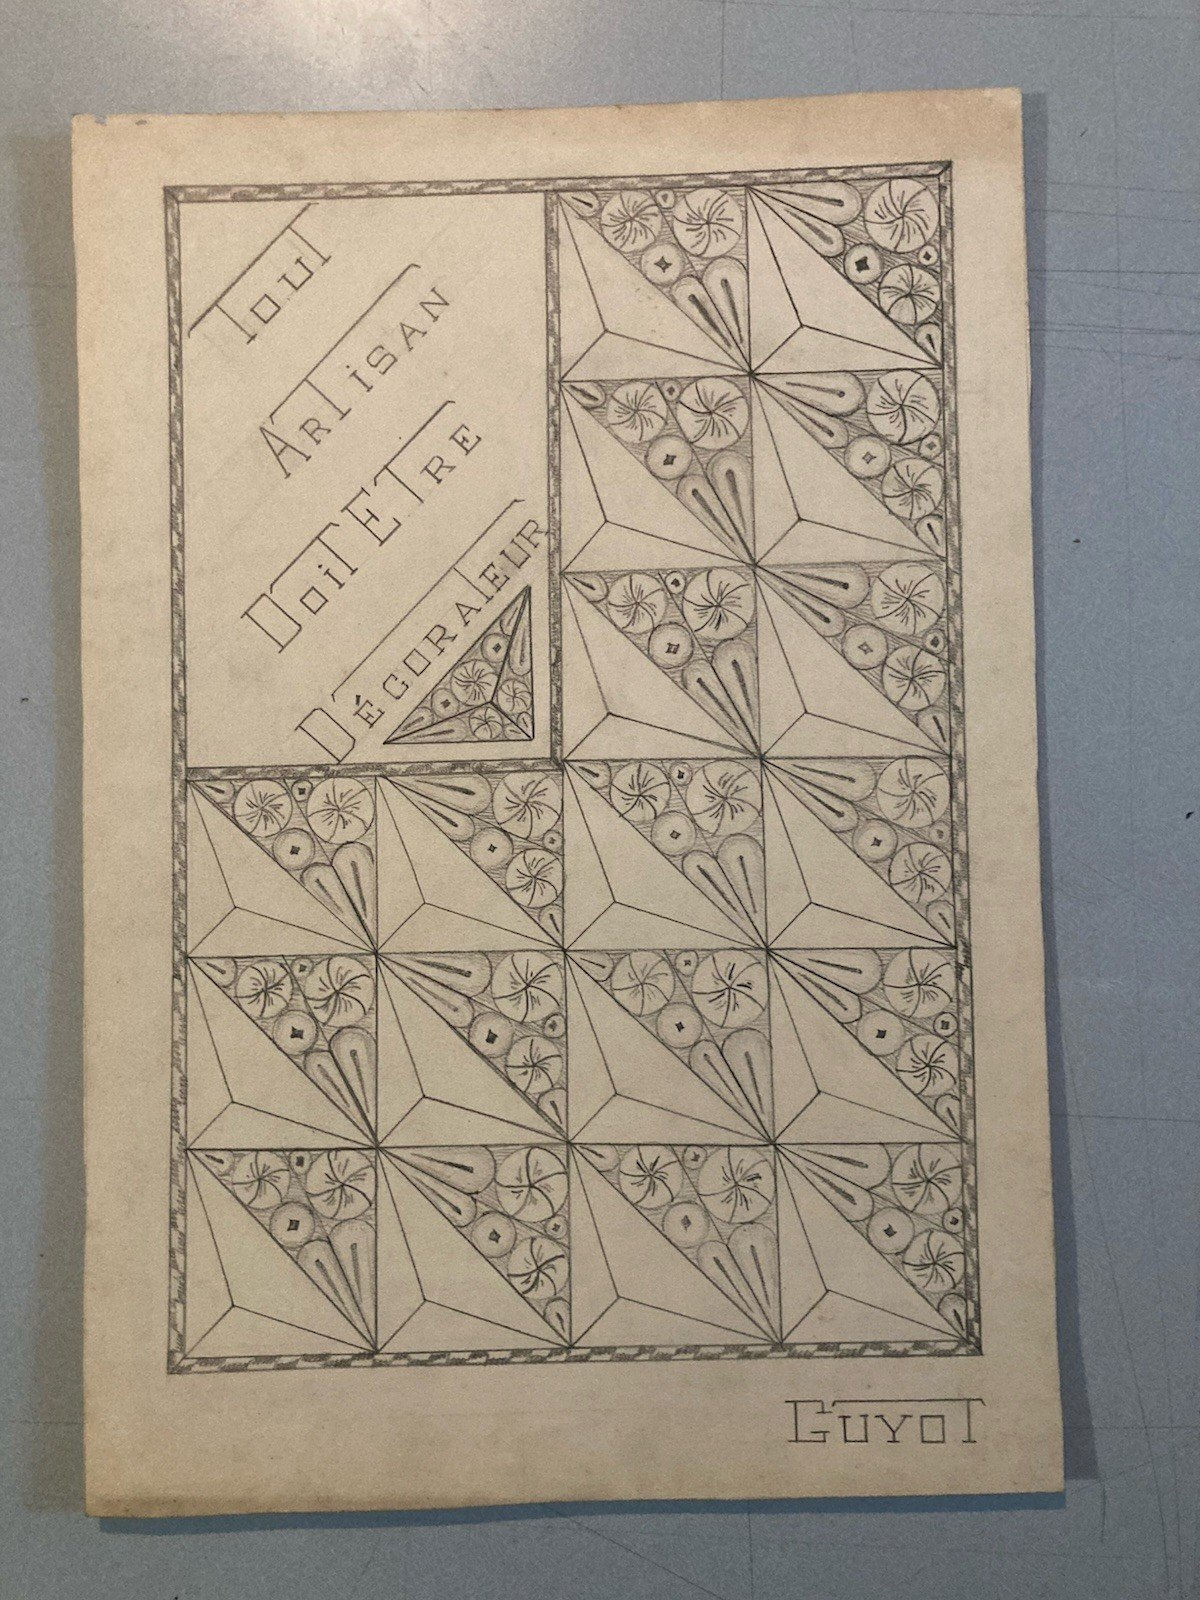 Tout
Artisan
Doit Etre
Décorateur
Guyot